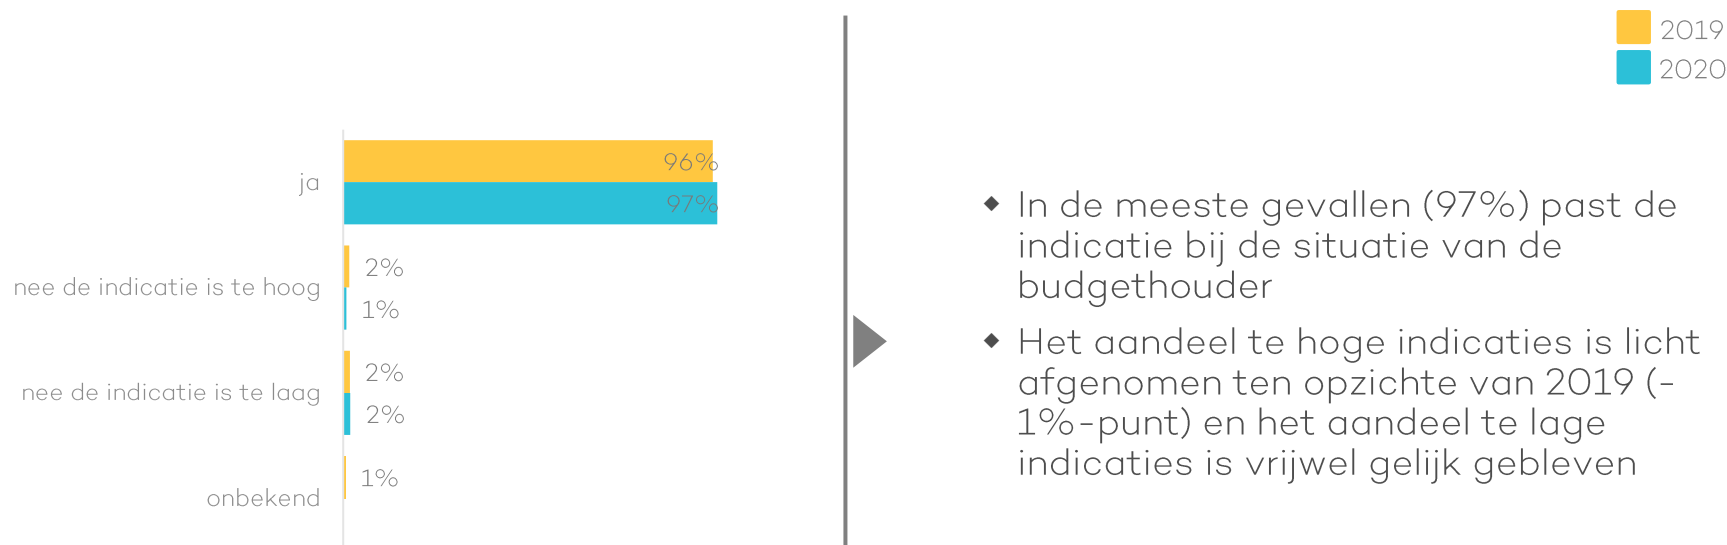 2019
2020
ja
96%
97%
nee de indicatie is te hoog
2%
1%
nee de indicatie is te laag
2%
2%
onbekend
1%
◆ In de meeste gevallen (97%) past de
indicatie bij de situatie van de
budgethouder
◆ Het aandeel te hoge indicaties is licht
afgenomen ten opzichte van 2019 (-
1%-punt) en het aandeel te lage
indicaties is vrijwel gelijk gebleven